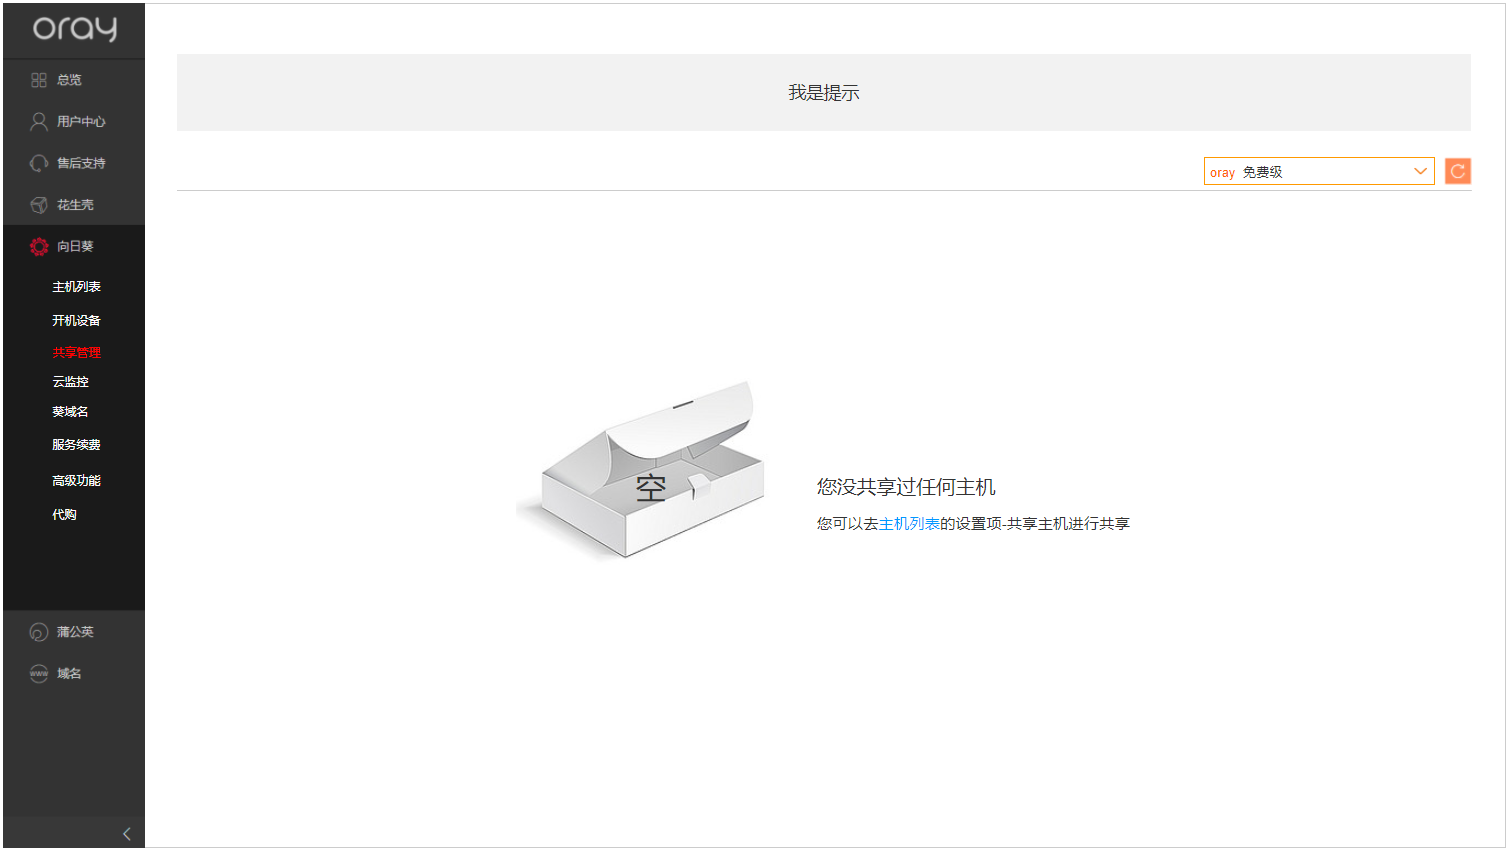 oray
总览
用户中心
售后支持
花生壳
向日葵
主机列表
开机设备
共享管理
云监控
葵域名
服务续费
高级功能
代购
蒲公英
www 域名
我是提示
oray 免费级
空
您没共享过任何主机
您可以去主机列表的设置项-共享主机进行共享